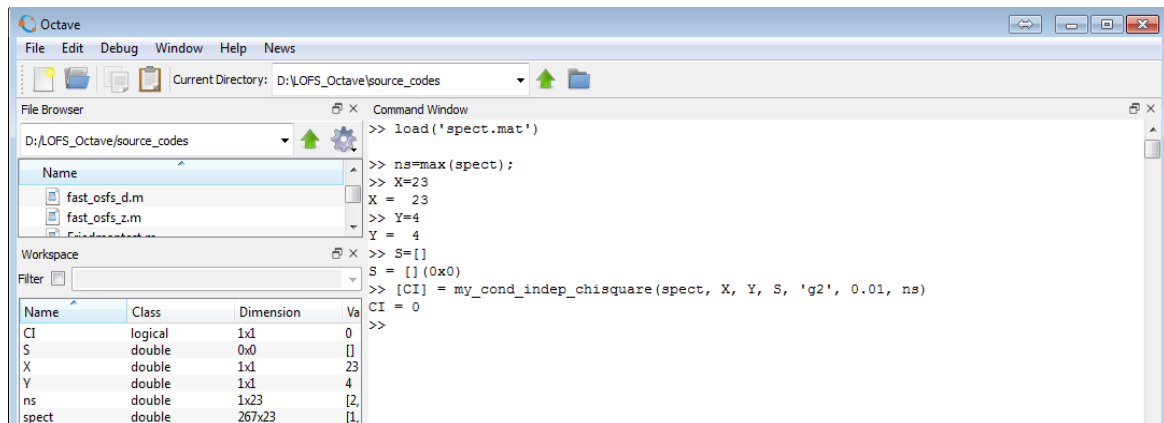 Octave
File Edit Debug Window Help News
Current Directory: D:\LOFS_Octave\source_codes
File Browser
D:/LOFS_Octave/source_codes
Name
fast_osfs_d.m
fast_osfs_z.m
Workspace
Filter
Name Class Dimension Va
CI logical 1x1 0
S double 0x0 []
X double 1x1 23
Y double 1x1 4
ns double 1x23 [2,
spect double 267x23 [1,
Command Window
>> load('spect.mat')
>> ns=max(spect);
>> X=23
X = 23
>> Y=4
Y = 4
>> S=[]
S = [](0x0)
>> [CI] = my_cond_indep_chisquare(spect, X, Y, S, 'g2', 0.01, ns)
CI = 0
>>